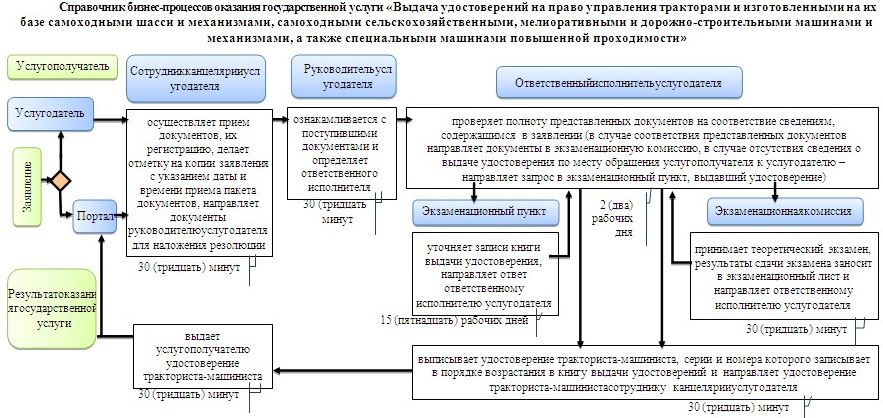 Справочник бизнес-процессов оказания государственной услуги «Выдача удостоверений на право управления тракторами и изготовленными на их
базе самоходными шасси и механизмами, самоходными сельскохозяйственными, мелиоративными и дорожно-строительными машинами и
механизмами, а также специальными машинами повышенной проходимости»
Услугополучатель
Сотрудникканцелярииусл
угодателя
Руководительусл
угодателя
Ответственныйисполнительуслугодателя
Услугодатель
Заявление
Портал
осуществляет прием
документов, их
регистрацию, делает
отметку на копии заявления
с указанием даты и
времени приема пакета
документов, направляет
документы
руководителюуслугодателя
для наложения резолюции
30 (тридцать) минут
ознакамливается с
поступившими
документами и
определяет
ответственного
исполнителя
30 (тридцать)
минут
проверяет полноту представленных документов на соответствие сведениям,
содержащимся в заявлении (в случае соответствия представленных документов
направляет документы в экзаменационную комиссию, в случае отсутствия сведения о
выдаче удостоверения по месту обращения услугополучателя к услугодателю –
направляет запрос в экзаменационный пункт, выдавший удостоверение)
2 (два)
рабочих
дня
Экзаменационный пункт
уточняет записи книги
выдачи удостоверения,
направляет ответ
ответственному
исполнителю услугодателя
15 (пятнадцать) рабочих дней
Экзаменационнаякомиссия
принимает теоретический экзамен,
результаты сдачи экзамена заносит
в экзаменационный лист и
направляет ответственному
исполнителю услугодателя
30 (тридцать) минут
Результатоказани
ягосударственной
услуги
выдает
услугополучателю
удостоверение
тракториста-машиниста
30 (тридцать) минут
выписывает удостоверение тракториста-машиниста, серии и номера которого записывает
в порядке возрастания в книгу выдачи удостоверений и направляет удостоверение
тракториста-машинистасотруднику канцелярииуслугодателя
30 (тридцать) минут